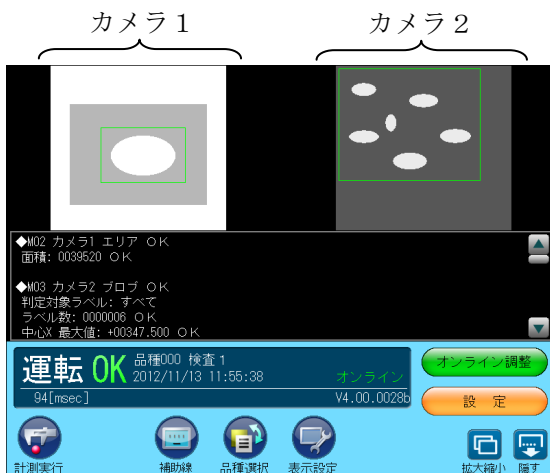 カメラ1 カメラ2
◆M02 カメラ1 エリア OK
面積: 0039520 OK
◆M03 カメラ2 ブロブ OK
判定対象ラベル: すべて
ラベル数: 0000006 OK
中心X 最大値: +00347.500 OK
運転 OK 品種000 検査1
2012/11/13 11:55:38 オンライン
94[msec] V4.00.0028b
オンライン調整
設 定
計測実行 補助線 品種選択 表示設定 拡大縮小 隠す